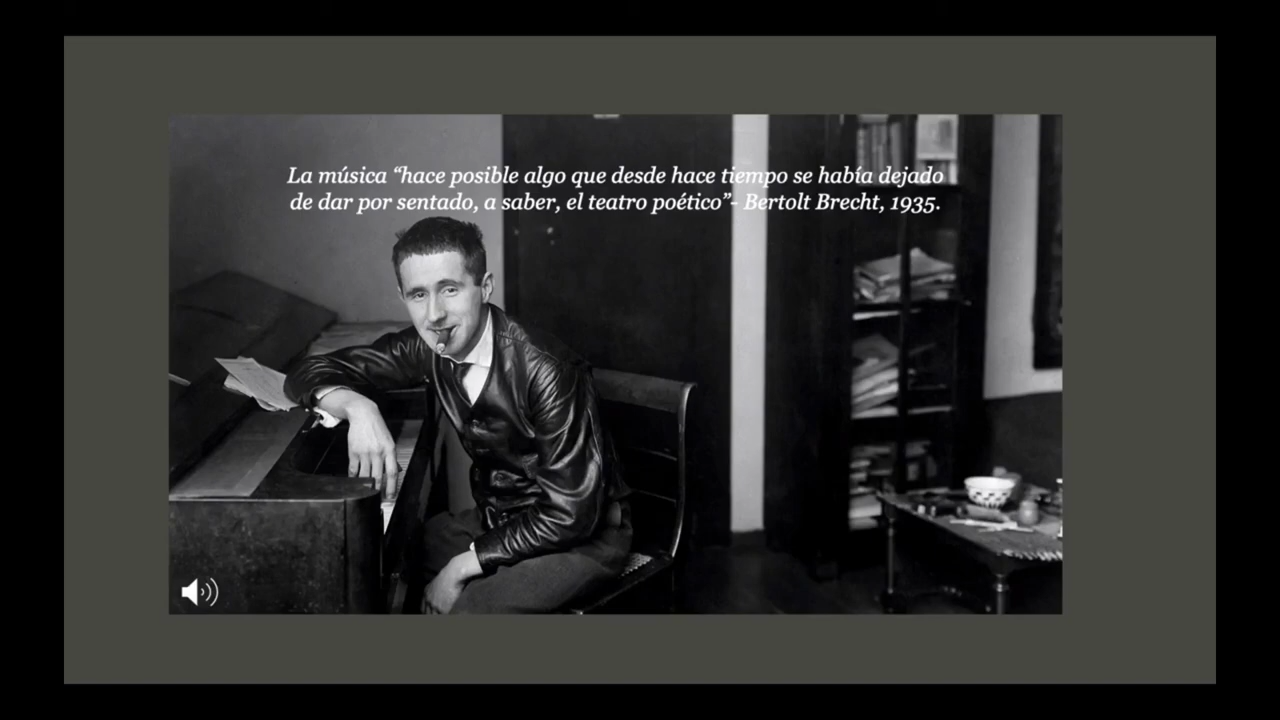 La música “hace posible algo que desde hace tiempo se había dejado
de dar por sentado, a saber, el teatro poético”- Bertolt Brecht, 1935.